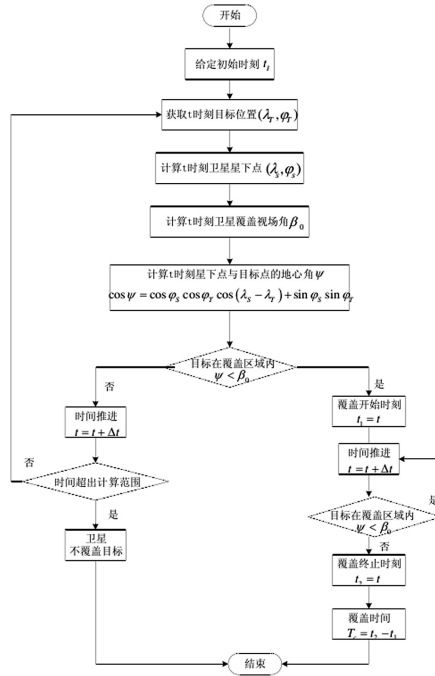 开始
给定初始时刻 t_I
获取t时刻目标位置(λ_T,φ_T)
计算t时刻卫星星下点 (λ_S,φ_S)
计算t时刻卫星覆盖视场角β_0
计算t时刻星下点与目标点的地心角ψ
cosψ=cosφ_S cosφ_T cos(λ_S−λ_T)+sinφ_S sinφ_T
目标在覆盖区域内
ψ<β_0
否
是
时间推进
t=t+Δt
覆盖开始时刻
t_1=t
否
时间超出计算范围
时间推进
t=t+Δt
是
是
目标在覆盖区域内
ψ<β_0
卫星
不覆盖目标
否
覆盖终止时刻
t_2=t
覆盖时间
T_c=t_2−t_1
结束